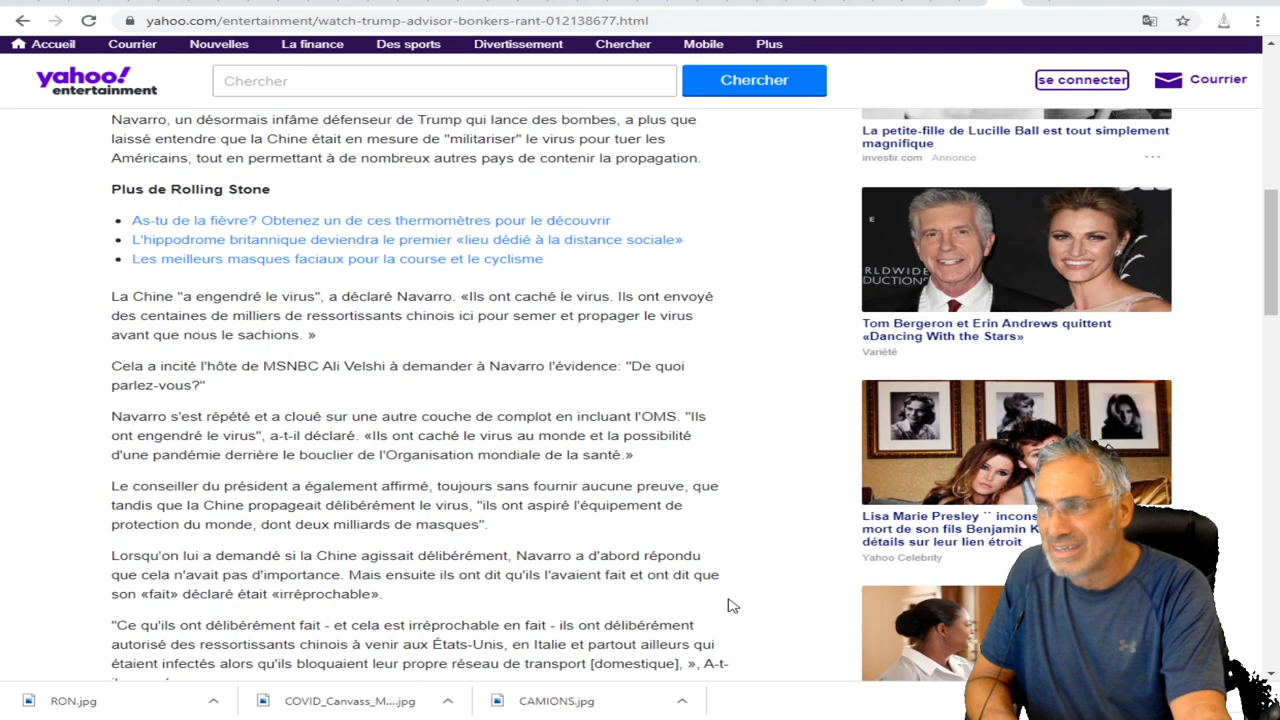 yahoo.com/entertainment/watch-trump-advisor-bonkers-rant-012138677.html
Accueil Courrier Nouvelles La finance Des sports Divertissement Chercher Mobile Plus
yahoo!
entertainment
Chercher
Chercher
se connecter
Courrier
Navarro, un désormais infâme défenseur de Trump qui lance des bombes, a plus que
laissé entendre que la Chine était en mesure de "militariser" le virus pour tuer les
Américains, tout en permettant à de nombreux autres pays de contenir la propagation.
Plus de Rolling Stone
As-tu de la fièvre? Obtenez un de ces thermomètres pour le découvrir
L'hippodrome britannique deviendra le premier «lieu dédié à la distance sociale»
Les meilleurs masques faciaux pour la course et le cyclisme
La Chine "a engendré le virus", a déclaré Navarro. «Ils ont caché le virus. Ils ont envoyé
des centaines de milliers de ressortissants chinois ici pour semer et propager le virus
avant que nous le sachions. »
Cela a incité l'hôte de MSNBC Ali Velshi à demander à Navarro l'évidence: "De quoi
parlez-vous?"
Navarro s'est répété et a cloué sur une autre couche de complot en incluant l'OMS. "Ils
ont engendré le virus", a-t-il déclaré. «Ils ont caché le virus au monde et la possibilité
d'une pandémie derrière le bouclier de l'Organisation mondiale de la santé.»
Le conseiller du président a également affirmé, toujours sans fournir aucune preuve, que
tandis que la Chine propageait délibérément le virus, "ils ont aspiré l'équipement de
protection du monde, dont deux milliards de masques".
Lorsqu'on lui a demandé si la Chine agissait délibérément, Navarro a d'abord répondu
que cela n'avait pas d'importance. Mais ensuite ils ont dit qu'ils l'avaient fait et ont dit que
son «fait» déclaré était «irréprochable».
"Ce qu'ils ont délibérément fait - et cela est irréprochable en fait - ils ont délibérément
autorisé des ressortissants chinois à venir aux États-Unis, en Italie et partout ailleurs qui
étaient infectés alors qu'ils bloquaient leur propre réseau de transport [domestique], », A-t-
La petite-fille de Lucille Ball est tout simplement
magnifique
investir.com Annonce
E
RLDWIDE
DUCTIONS
Tom Bergeron et Erin Andrews quittent
«Dancing With the Stars»
Variété
Lisa Marie Presley `` incons
mort de son fils Benjamin K
détails sur leur lien étroit
Yahoo Celebrity
RON.jpg
COVID_Canvass_M....jpg
CAMIONS.jpg